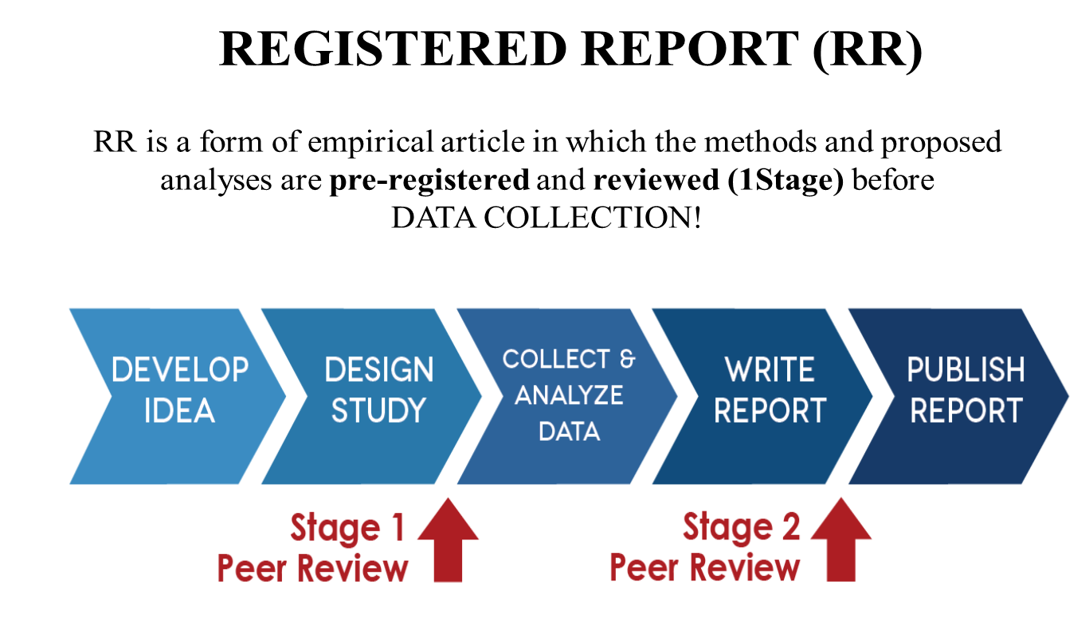 REGISTERED REPORT (RR)
RR is a form of empirical article in which the methods and proposed
analyses are pre-registered and reviewed (1Stage) before
DATA COLLECTION!
DEVELOP
IDEA
DESIGN
STUDY
COLLECT &
ANALYZE
DATA
WRITE
REPORT
PUBLISH
REPORT
Stage 1
Peer Review
Stage 2
Peer Review